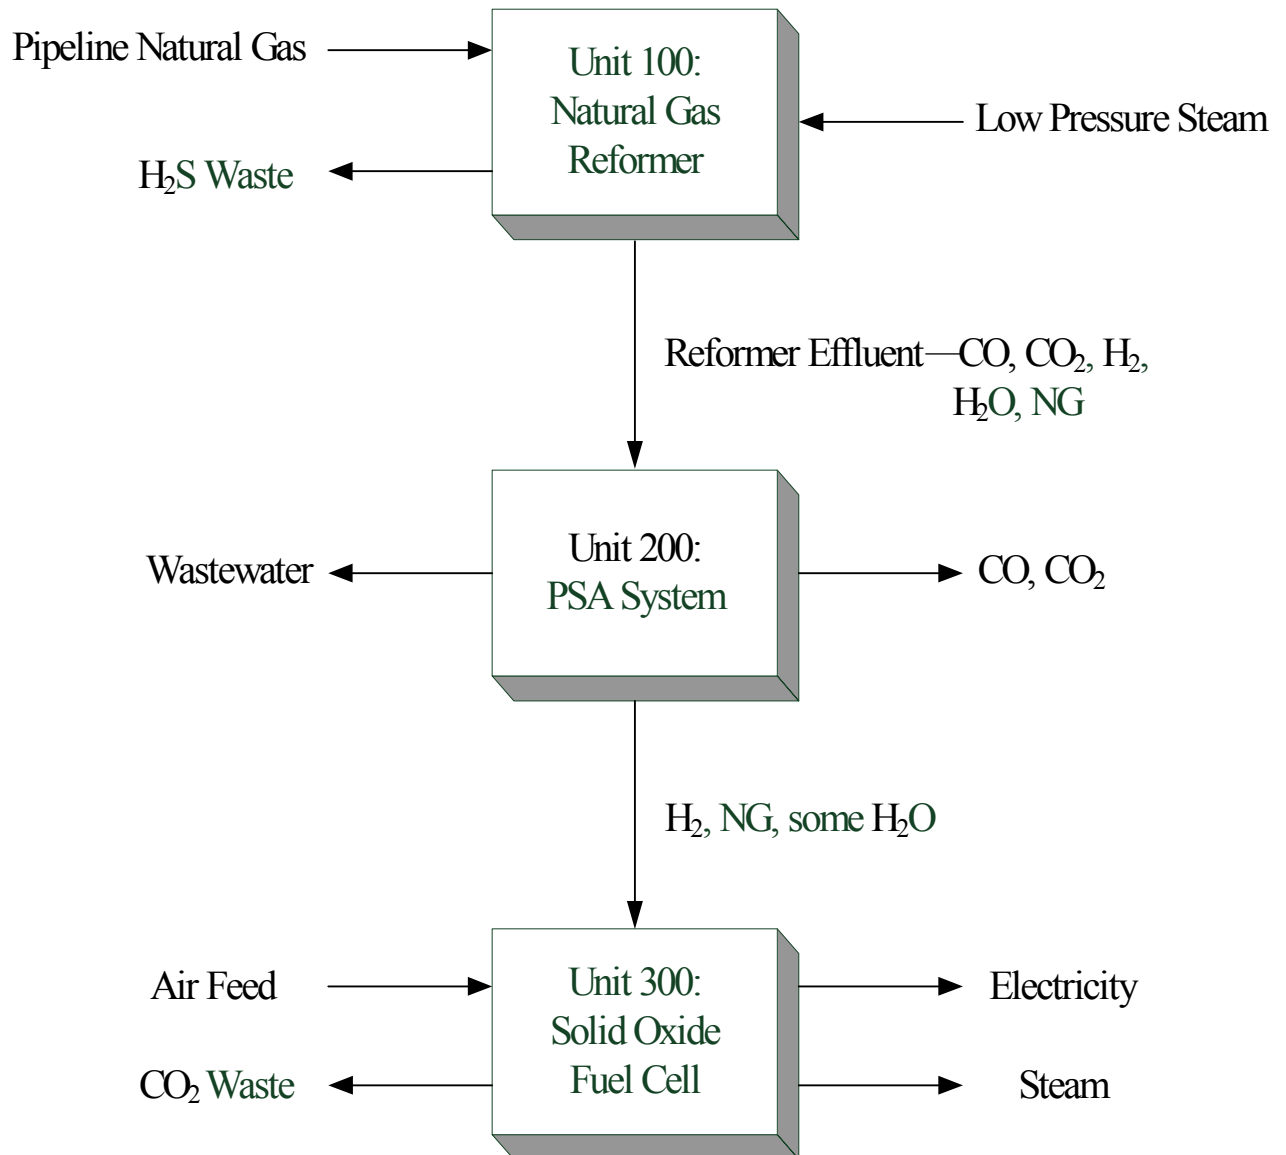 Pipeline Natural Gas
Unit 100:
Natural Gas
Reformer
Low Pressure Steam
H₂S Waste
Reformer Effluent—CO, CO₂, H₂,
H₂O, NG
Wastewater
Unit 200:
PSA System
CO, CO₂
H₂, NG, some H₂O
Air Feed
Unit 300:
Solid Oxide
Fuel Cell
Electricity
CO₂ Waste
Steam